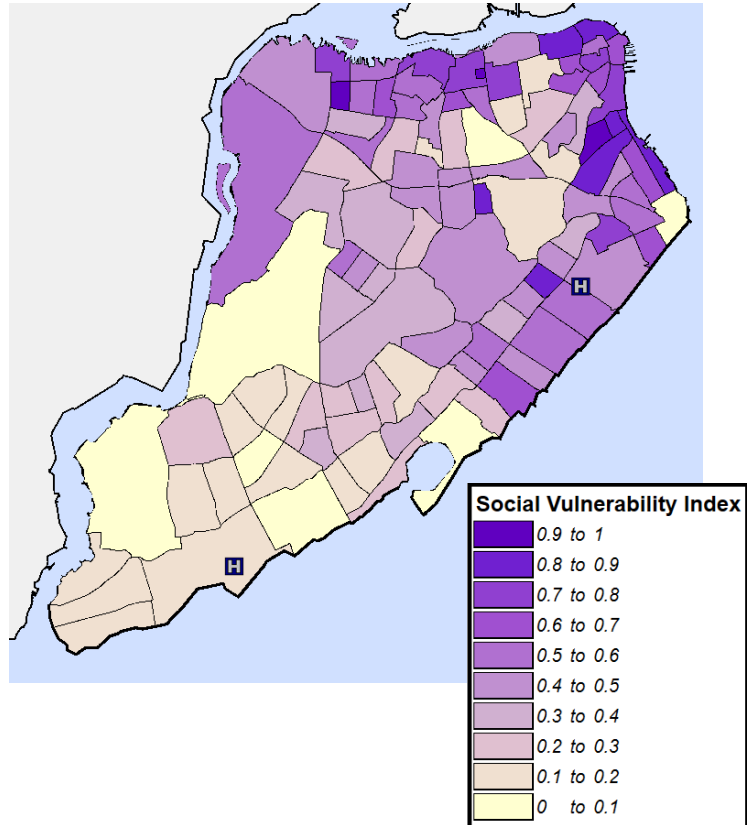 H
H
Social Vulnerability Index
0.9 to 1
0.8 to 0.9
0.7 to 0.8
0.6 to 0.7
0.5 to 0.6
0.4 to 0.5
0.3 to 0.4
0.2 to 0.3
0.1 to 0.2
0 to 0.1